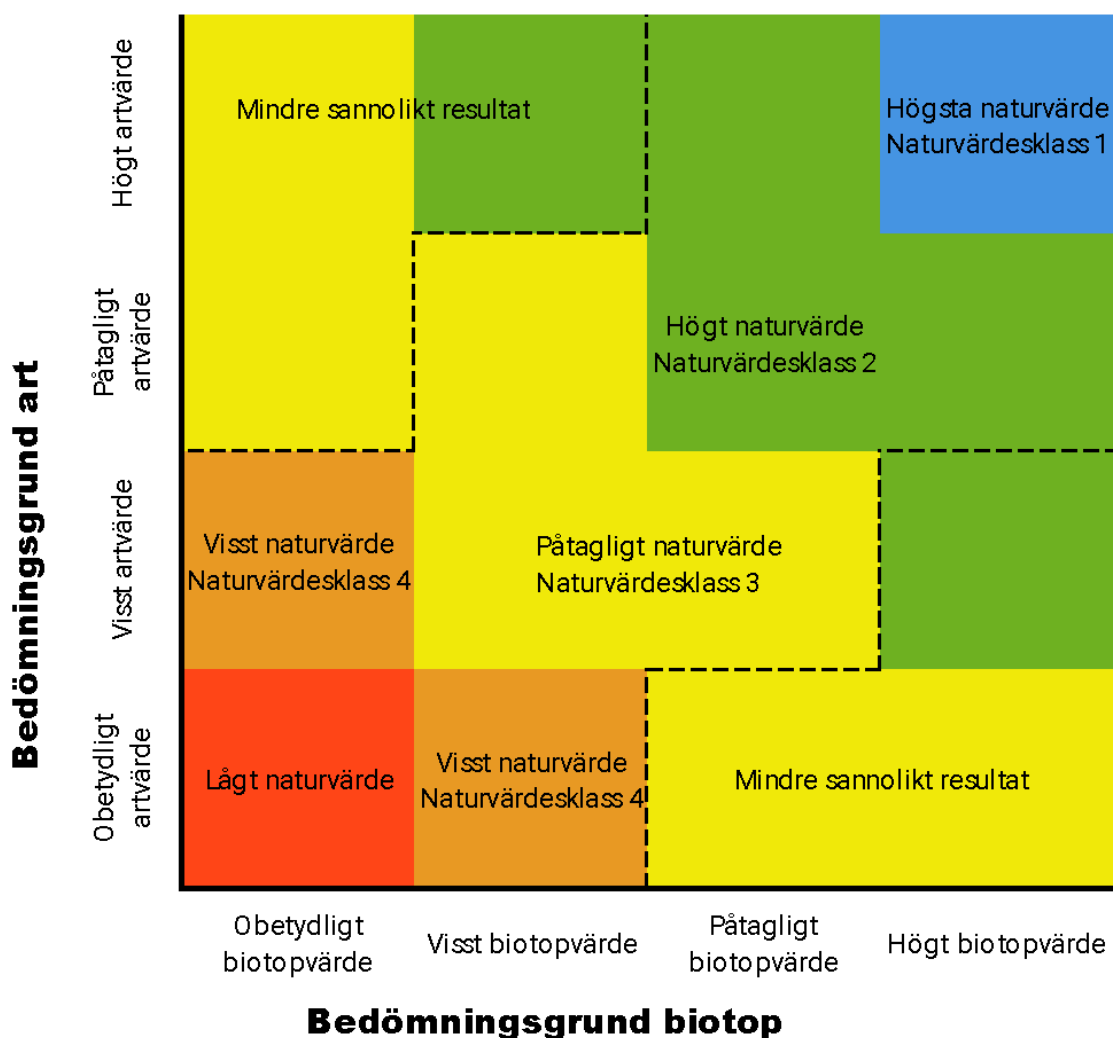 Bedömningsgrund art
Högt artvärde
Påtagligt
artvärde
Visst artvärde
Obetydligt
artvärde
Mindre sannolikt resultat
Högsta naturvärde
Naturvärdesklass 1
Högt naturvärde
Naturvärdesklass 2
Visst naturvärde
Naturvärdesklass 4
Påtagligt naturvärde
Naturvärdesklass 3
Lågt naturvärde
Visst naturvärde
Naturvärdesklass 4
Mindre sannolikt resultat
Obetydligt
biotopvärde
Visst biotopvärde
Påtagligt
biotopvärde
Högt biotopvärde
Bedömningsgrund biotop